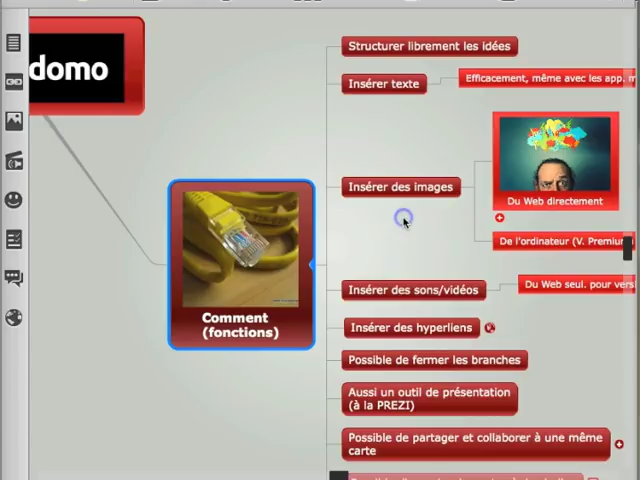 domo
Structurer librement les idées
Insérer texte
Efficacement, même avec les app. m
Insérer des images
Du Web directement
De l'ordinateur (V. Premium
Insérer des sons/vidéos
Du Web seul. pour versi
Comment
(fonctions)
Insérer des hyperliens
Possible de fermer les branches
Aussi un outil de présentation
(à la PREZI)
Possible de partager et collaborer à une même
carte